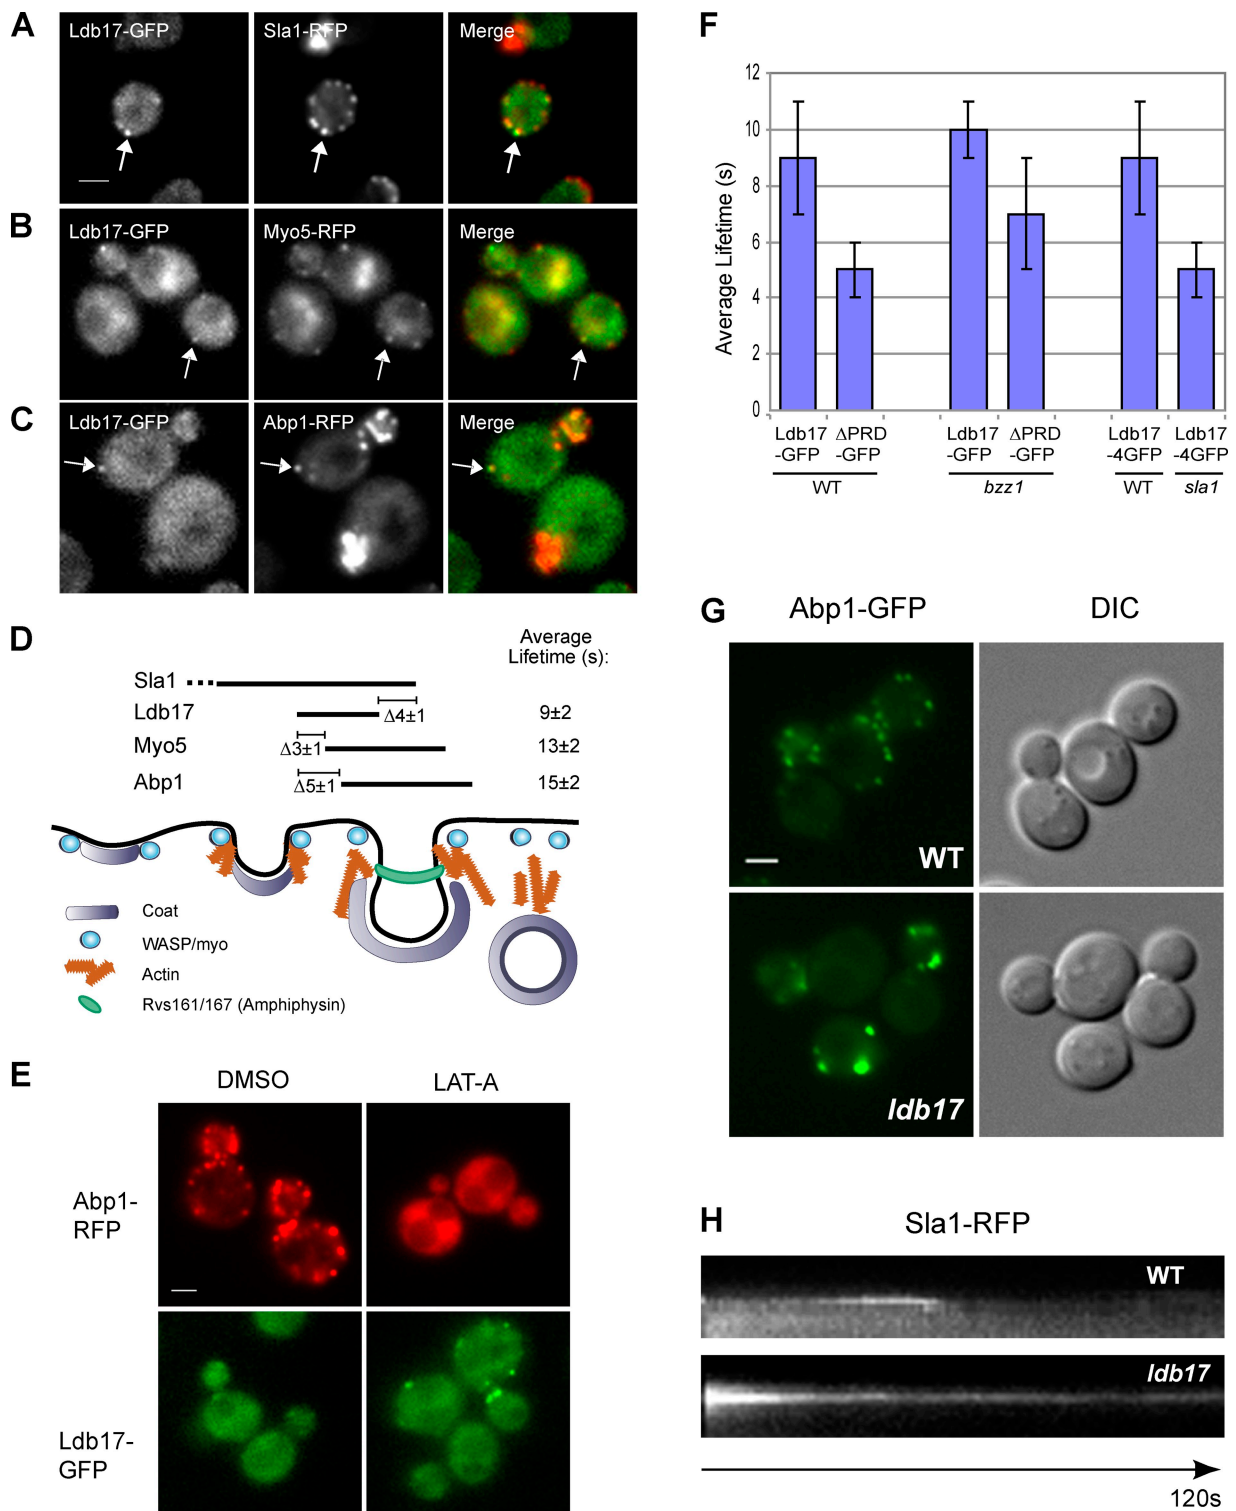 A
Ldb17-GFP
Sla1-RFP
Merge
B
Ldb17-GFP
Myo5-RFP
Merge
C
Ldb17-GFP
Abp1-RFP
Merge
D
Average
Lifetime (s):
Sla1
Ldb17
Δ4±1
9±2
Myo5
Δ3±1
13±2
Abp1
Δ5±1
15±2
Coat
WASP/myo
Actin
Rvs161/167 (Amphiphysin)
E
DMSO
LAT-A
Abp1-
RFP
Ldb17-
GFP
F
Average Lifetime (s)
12
10
8
6
4
2
0
Ldb17
-GFP
ΔPRD
-GFP
Ldb17
-GFP
ΔPRD
-GFP
Ldb17
-4GFP
Ldb17
-4GFP
WT
bzz1
WT
sla1
G
Abp1-GFP
DIC
WT
ldb17
H
Sla1-RFP
WT
ldb17
120s